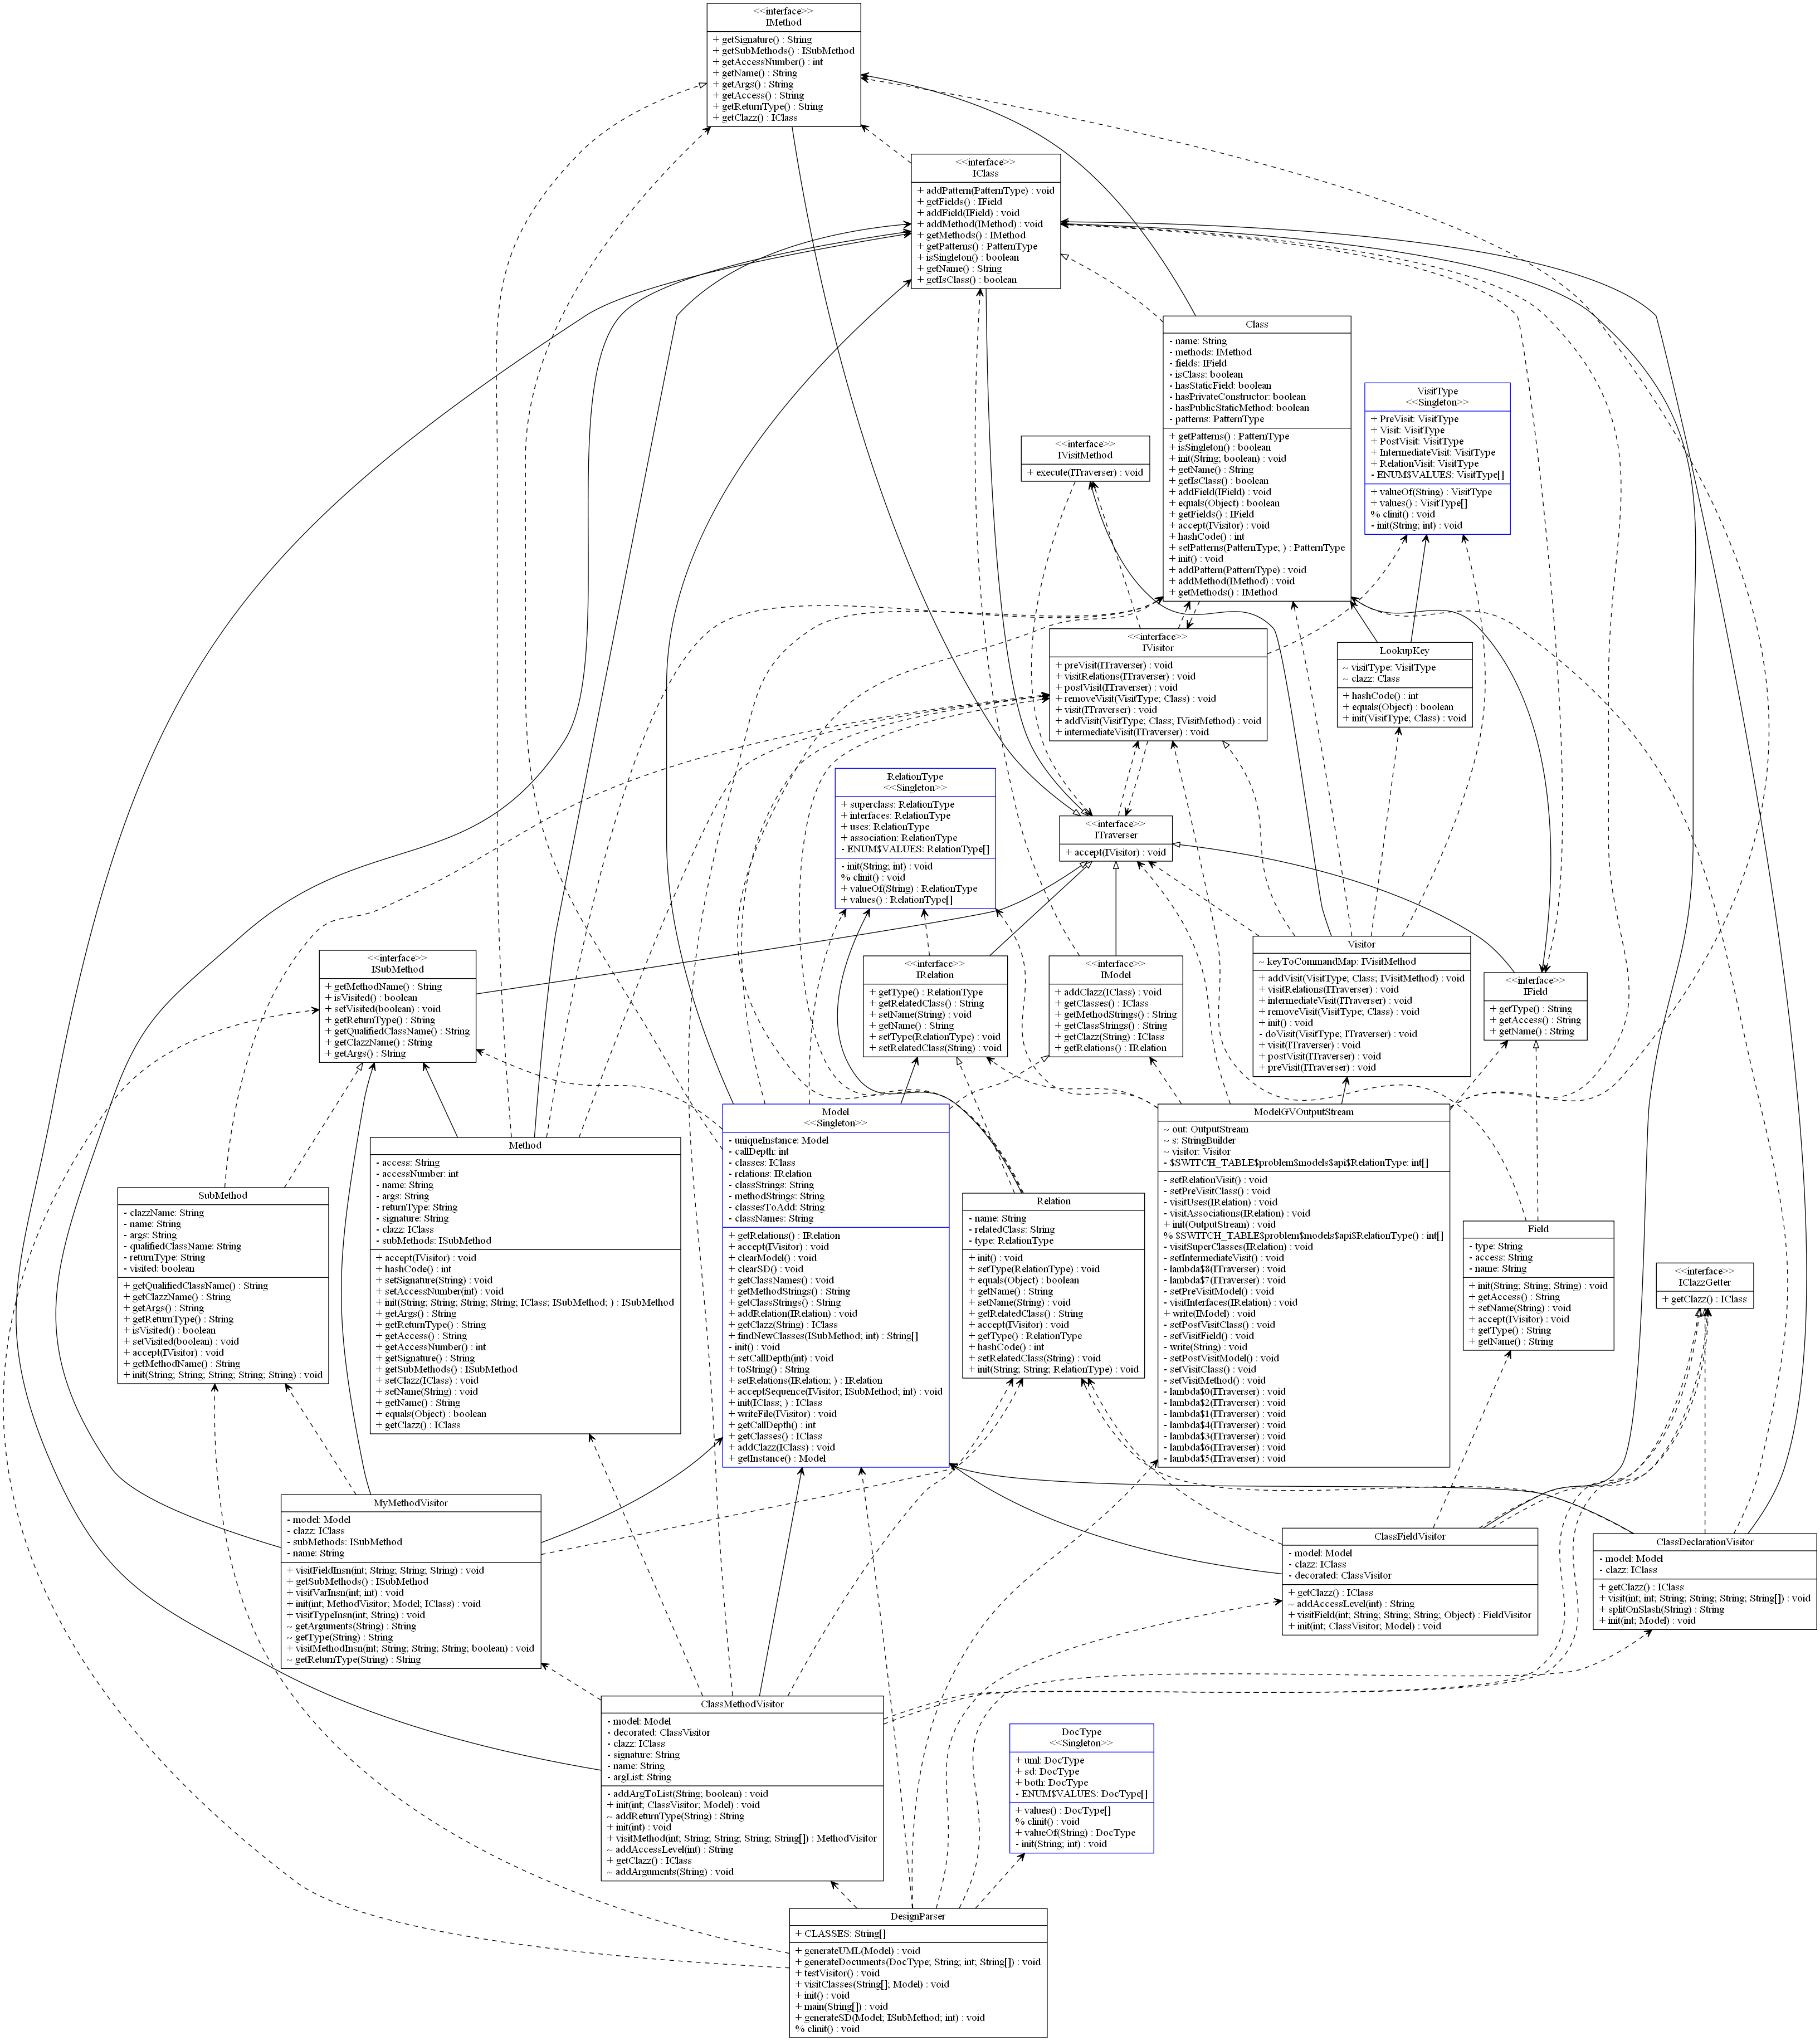 <<interface>>
IMethod
+ getSignature() : String
+ getSubMethods() : ISubMethod
+ getAccessNumber() : int
+ getName() : String
+ getArgs() : String
+ getAccess() : String
+ getReturnType() : String
+ getClazz() : IClass
<<interface>>
IClass
+ addPattern(PatternType) : void
+ getFields() : IField
+ addField(IField) : void
+ addMethod(IMethod) : void
+ getMethods() : IMethod
+ getPatterns() : PatternType
+ isSingleton() : boolean
+ getName() : String
+ getIsClass() : boolean
Class
- name: String
- methods: IMethod
- fields: IField
- isClass: boolean
- hasStaticField: boolean
- hasPrivateConstructor: boolean
- hasPublicStaticMethod: boolean
- patterns: PatternType
+ getPatterns() : PatternType
+ isSingleton() : boolean
+ init(String; boolean) : void
+ getName() : String
+ getIsClass() : boolean
+ addField(IField) : void
+ equals(Object) : boolean
+ getFields() : IField
+ accept(IVisitor) : void
+ hashCode() : int
+ setPatterns(PatternType; ) : PatternType
+ init() : void
+ addPattern(PatternType) : void
+ addMethod(IMethod) : void
+ getMethods() : IMethod
VisitType
<<Singleton>>
+ PreVisit: VisitType
+ Visit: VisitType
+ PostVisit: VisitType
+ IntermediateVisit: VisitType
+ RelationVisit: VisitType
- ENUM$VALUES: VisitType[]
+ valueOf(String) : VisitType
+ values() : VisitType[]
% clinit() : void
- init(String; int) : void
<<interface>>
IVisitMethod
+ execute(ITraverser) : void
<<interface>>
IVisitor
+ preVisit(ITraverser) : void
+ visitRelations(ITraverser) : void
+ postVisit(ITraverser) : void
+ removeVisit(VisitType; Class) : void
+ visit(ITraverser) : void
+ addVisit(VisitType; Class; IVisitMethod) : void
+ intermediateVisit(ITraverser) : void
LookupKey
~ visitType: VisitType
~ clazz: Class
+ hashCode() : int
+ equals(Object) : boolean
+ init(VisitType; Class) : void
RelationType
<<Singleton>>
+ superclass: RelationType
+ interfaces: RelationType
+ uses: RelationType
+ association: RelationType
- ENUM$VALUES: RelationType[]
- init(String; int) : void
% clinit() : void
+ valueOf(String) : RelationType
+ values() : RelationType[]
<<interface>>
ITraverser
+ accept(IVisitor) : void
<<interface>>
ISubMethod
+ getMethodName() : String
+ isVisited() : boolean
+ setVisited(boolean) : void
+ getReturnType() : String
+ getQualifiedClassName() : String
+ getClazzName() : String
+ getArgs() : String
<<interface>>
IRelation
+ getType() : RelationType
+ getRelatedClass() : String
+ setName(String) : void
+ getName() : String
+ setType(RelationType) : void
+ setRelatedClass(String) : void
<<interface>>
IModel
+ addClazz(IClass) : void
+ getClasses() : IClass
+ getMethodStrings() : String
+ getClassStrings() : String
+ getClazz(String) : IClass
+ getRelations() : IRelation
Visitor
~ keyToCommandMap: IVisitMethod
+ addVisit(VisitType; Class; IVisitMethod) : void
+ visitRelations(ITraverser) : void
+ intermediateVisit(ITraverser) : void
+ removeVisit(VisitType; Class) : void
+ init() : void
- doVisit(VisitType; ITraverser) : void
+ visit(ITraverser) : void
+ postVisit(ITraverser) : void
+ preVisit(ITraverser) : void
<<interface>>
IField
+ getType() : String
+ getAccess() : String
+ getName() : String
SubMethod
- clazzName: String
- name: String
- args: String
- qualifiedClassName: String
- returnType: String
- visited: boolean
+ getQualifiedClassName() : String
+ getClazzName() : String
+ getArgs() : String
+ getReturnType() : String
+ isVisited() : boolean
+ setVisited(boolean) : void
+ accept(IVisitor) : void
+ getMethodName() : String
+ init(String; String; String; String; String) : void
Method
- access: String
- accessNumber: int
- name: String
- args: String
- returnType: String
- signature: String
- clazz: IClass
- subMethods: ISubMethod
+ accept(IVisitor) : void
+ hashCode() : int
+ setSignature(String) : void
+ setAccessNumber(int) : void
+ init(String; String; String; String; IClass; ISubMethod; ) : ISubMethod
+ getArgs() : String
+ getReturnType() : String
+ getAccess() : String
+ getAccessNumber() : int
+ getSignature() : String
+ getSubMethods() : ISubMethod
+ setClazz(IClass) : void
+ setName(String) : void
+ getName() : String
+ equals(Object) : boolean
+ getClazz() : IClass
Model
<<Singleton>>
- uniqueInstance: Model
- callDepth: int
- classes: IClass
- relations: IRelation
- classStrings: String
- methodStrings: String
- classesToAdd: String
- classNames: String
+ getRelations() : IRelation
+ accept(IVisitor) : void
+ clearModel() : void
+ clearSD() : void
+ getClassNames() : String
+ getMethodStrings() : String
+ getClassStrings() : String
+ addRelation(IRelation) : void
+ getClazz(String) : IClass
+ findNewClasses(ISubMethod; int) : String[]
- init() : void
+ setCallDepth(int) : void
+ toString() : String
+ setRelations(IRelation; ) : IRelation
+ acceptSequence(IVisitor; ISubMethod; int) : void
+ init(IClass; ) : IClass
+ writeFile(IVisitor) : void
+ getCallDepth() : int
+ getClasses() : IClass
+ addClazz(IClass) : void
+ getInstance() : Model
Relation
- name: String
- relatedClass: String
- type: RelationType
+ init() : void
+ setType(RelationType) : void
+ equals(Object) : boolean
+ getName() : String
+ setName(String) : void
+ getRelatedClass() : String
+ accept(IVisitor) : void
+ getType() : RelationType
+ hashCode() : int
+ setRelatedClass(String) : void
+ init(String; String; RelationType) : void
ModelGVOutputStream
~ out: OutputStream
~ s: StringBuilder
~ visitor: Visitor
- $SWITCH_TABLE$problem$models$api$RelationType: int[]
- setRelationVisit() : void
- setPreVisitClass() : void
- visitUses(IRelation) : void
- visitAssociations(IRelation) : void
+ init(OutputStream) : void
% $SWITCH_TABLE$problem$models$api$RelationType() : int[]
- visitSuperClasses(IRelation) : void
- setIntermediateVisit() : void
- lambda$8(ITraverser) : void
- lambda$7(ITraverser) : void
- setPreVisitModel() : void
- visitInterfaces(IRelation) : void
+ write(IModel) : void
- setPostVisitClass() : void
- setVisitField() : void
- write(String) : void
- setPostVisitModel() : void
- setVisitClass() : void
- setVisitMethod() : void
- lambda$0(ITraverser) : void
- lambda$2(ITraverser) : void
- lambda$1(ITraverser) : void
- lambda$4(ITraverser) : void
- lambda$3(ITraverser) : void
- lambda$6(ITraverser) : void
- lambda$5(ITraverser) : void
Field
- type: String
- access: String
- name: String
+ init(String; String; String) : void
+ getAccess() : String
+ setName(String) : void
+ accept(IVisitor) : void
+ getType() : String
+ getName() : String
<<interface>>
IClazzGetter
+ getClazz() : IClass
MyMethodVisitor
- model: Model
- clazz: IClass
- subMethods: ISubMethod
- name: String
+ visitFieldInsn(int; String; String; String) : void
+ getSubMethods() : ISubMethod
+ visitVarInsn(int; int) : void
+ init(int; MethodVisitor; Model; IClass) : void
+ visitTypeInsn(int; String) : void
~ getArguments(String) : String
~ getType(String) : String
+ visitMethodInsn(int; String; String; String; boolean) : void
~ getReturnType(String) : String
ClassFieldVisitor
- model: Model
- clazz: IClass
- decorated: ClassVisitor
+ getClazz() : IClass
~ addAccessLevel(int) : String
+ visitField(int; String; String; String; Object) : FieldVisitor
+ init(int; ClassVisitor; Model) : void
ClassDeclarationVisitor
- model: Model
- clazz: IClass
+ getClazz() : IClass
+ visit(int; int; String; String; String; String[]) : void
+ splitOnSlash(String) : String
+ init(int; Model) : void
ClassMethodVisitor
- model: Model
- decorated: ClassVisitor
- clazz: IClass
- signature: String
- name: String
- argList: String
- addArgToList(String; boolean) : void
+ init(int; ClassVisitor; Model) : void
~ addReturnType(String) : String
+ init(int) : void
+ visitMethod(int; String; String; String; String[]) : MethodVisitor
~ addAccessLevel(int) : String
+ getClazz() : IClass
~ addArguments(String) : void
DocType
<<Singleton>>
+ uml: DocType
+ sd: DocType
+ both: DocType
- ENUM$VALUES: DocType[]
+ values() : DocType[]
% clinit() : void
+ valueOf(String) : DocType
- init(String; int) : void
DesignParser
+ CLASSES: String[]
+ generateUML(Model) : void
+ generateDocuments(DocType; String; int; String[]) : void
+ testVisitor() : void
+ visitClasses(String[]; Model) : void
+ init() : void
+ main(String[]) : void
+ generateSD(Model; ISubMethod; int) : void
% clinit() : void